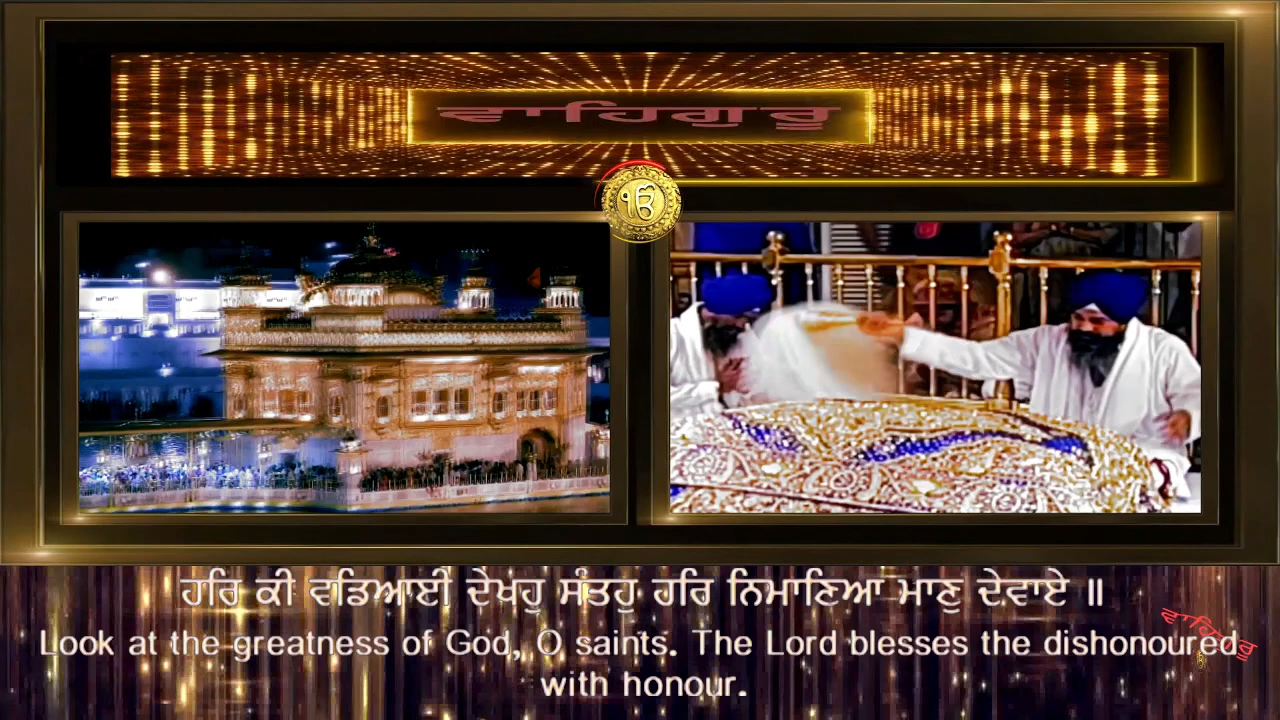 ਵਾਹਿਗੁਰੂ
ੴ
ਹਰਿ ਕੀ ਵਡਿਆਈ ਦੇਖਹੁ ਸੰਤਹੁ ਹਰਿ ਨਿਮਾਣਿਆ ਮਾਣੁ ਦੇਵਾਏ ॥
Look at the greatness of God, O saints. The Lord blesses the dishonoured
with honour.
ਵਾਹਿਗੁਰੂ